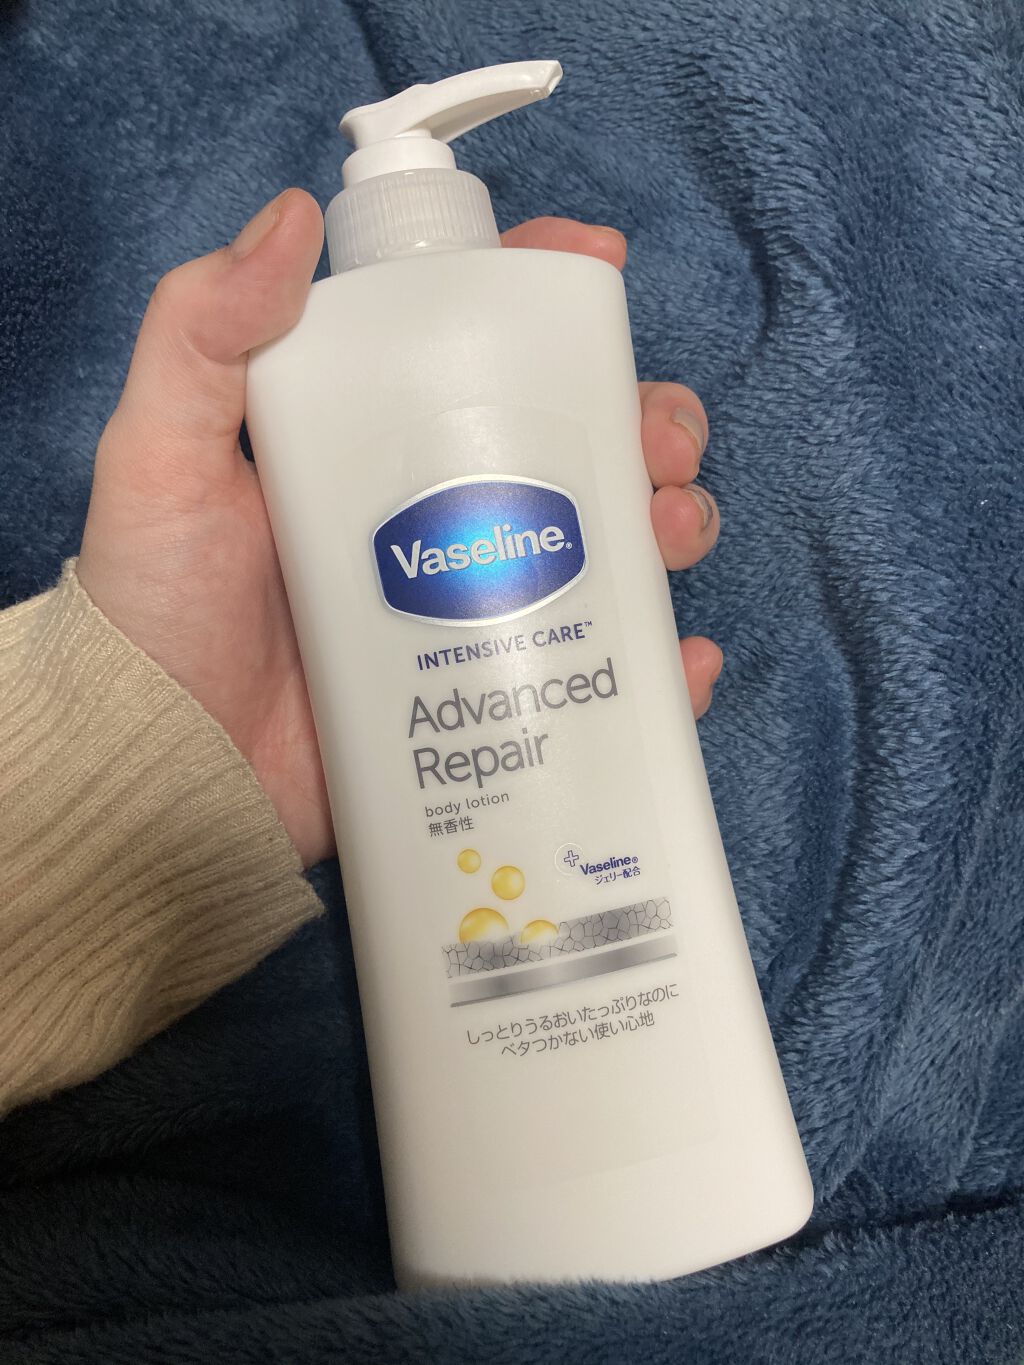 Vaseline®
INTENSIVE CARE™
Advanced
Repair
body lotion
無香性
Vaseline®
ジェリー配合
しっとりうるおいたっぷりなのに
ベタつかない使い心地